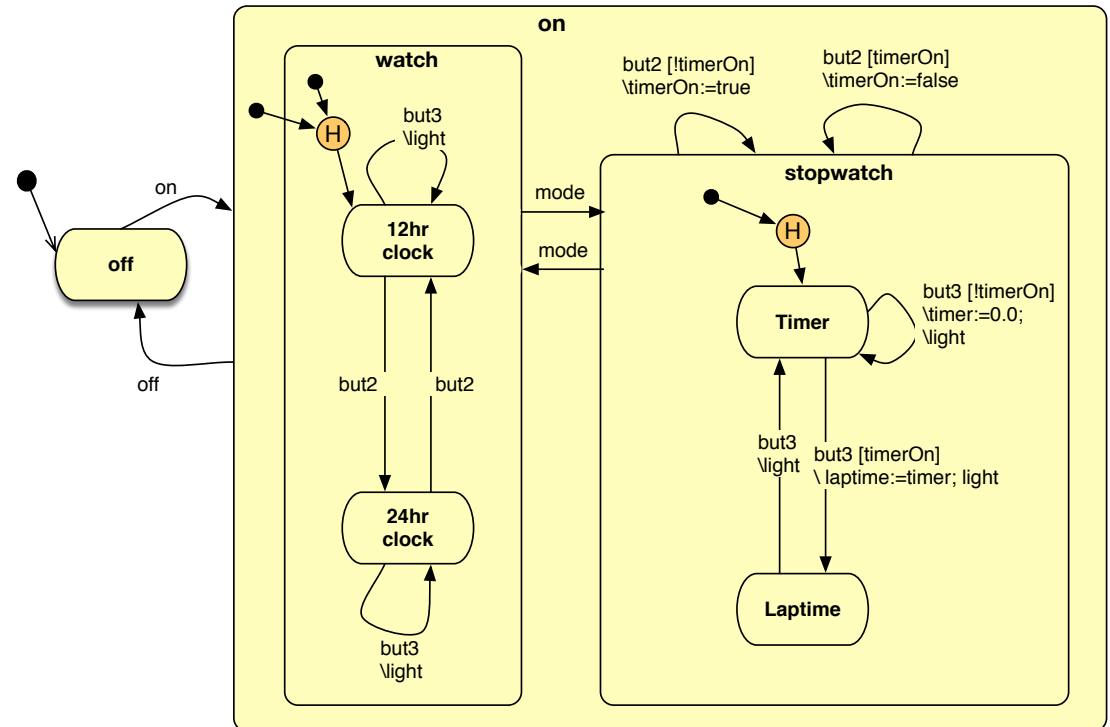 on
watch
but2 [!timerOn]
\timerOn:=true
but2 [timerOn]
\timerOn:=false
H
but3
\light
stopwatch
on
mode
H
12hr
clock
mode
off
but3 [!timerOn]
\timer:=0.0;
\light
Timer
off
but2
but2
but3
\light
but3 [timerOn]
\ laptime:=timer; light
24hr
clock
Laptime
but3
\light